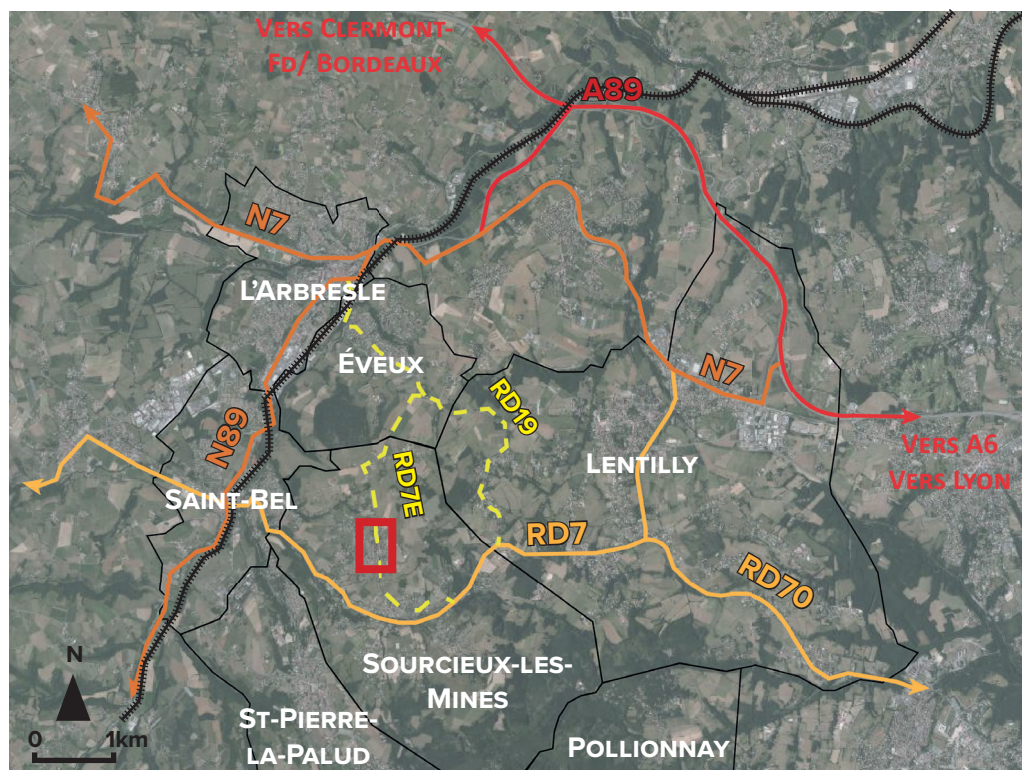 Vers Clermont-
Fd/ Bordeaux
A89
N7
L'Arbresle
Éveux
N7
RD19
N89
RD7E
Lentilly
Vers A6
Vers Lyon
Saint-Bel
RD7
RD70
N
Sourcieux-les-
Mines
St-Pierre-
la-Palud
Pollionnay
0 1km